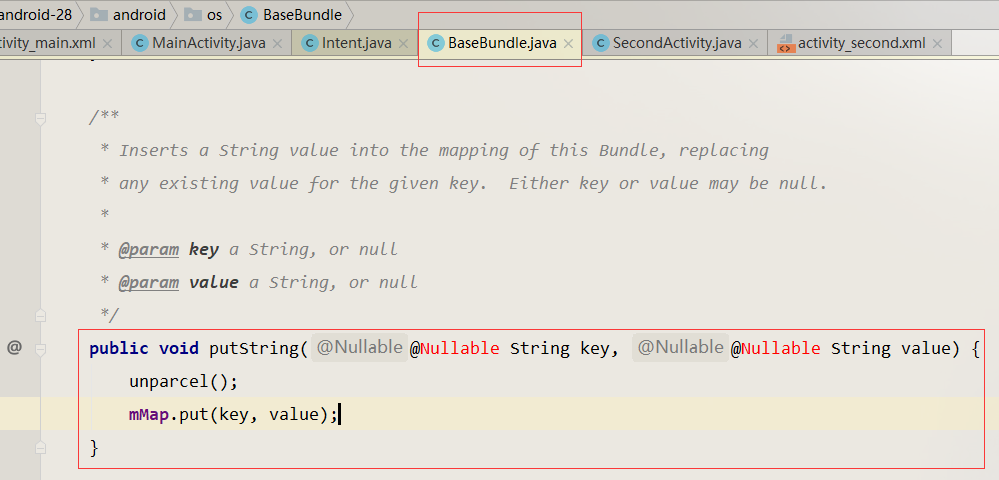 android-28 android os BaseBundle
tivity_main.xml MainActivity.java Intent.java BaseBundle.java SecondActivity.java activity_second.xml
/**
* Inserts a String value into the mapping of this Bundle, replacing
* any existing value for the given key.  Either key or value may be null.
*
* @param key a String, or null
* @param value a String, or null
*/
@ public void putString( @Nullable @Nullable String key, @Nullable @Nullable String value) {
unparcel();
mMap.put(key, value);
}